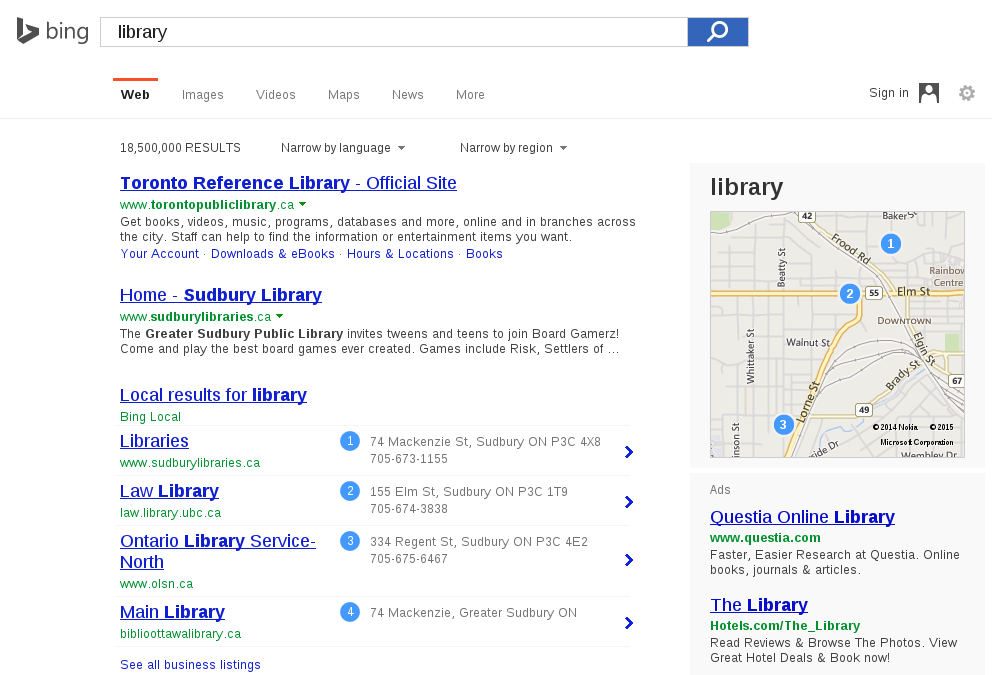 bing
library
Web Images Videos Maps News More
Sign in
18,500,000 RESULTS Narrow by language Narrow by region
Toronto Reference Library - Official Site
www.torontopubliclibrary.ca
Get books, videos, music, programs, databases and more, online and in branches across
the city. Staff can help to find the information or entertainment items you want.
Your Account · Downloads & eBooks · Hours & Locations · Books
Home - Sudbury Library
www.sudburylibraries.ca
The Greater Sudbury Public Library invites tweens and teens to join Board Gamerz!
Come and play the best board games ever created. Games include Risk, Settlers of ...
Local results for library
Bing Local
Libraries
www.sudburylibraries.ca
1 74 Mackenzie St, Sudbury ON P3C 4X8
705-673-1155
Law Library
law.library.ubc.ca
2 155 Elm St, Sudbury ON P3C 1T9
705-674-3838
Ontario Library Service-
North
www.olsn.ca
3 334 Regent St, Sudbury ON P3C 4E2
705-675-6467
Main Library
biblioottawalibrary.ca
4 74 Mackenzie, Greater Sudbury ON
See all business listings
library
42
Baker
1
Frood Rd
Beatty St
Rainbow
Centre
2
55
Elm St
DOWNTOWN
Elgin St
Walnut St
Whittaker St
Brady St
67
Lorne St
49
3
© 2014 Nokia © 2015
Microsoft Corporation
inson St
side Dr
Wembley Dr
Ads
Questia Online Library
www.questia.com
Faster, Easier Research at Questia. Online
books, journals & articles.
The Library
Hotels.com/The_Library
Read Reviews & Browse The Photos. View
Great Hotel Deals & Book now!